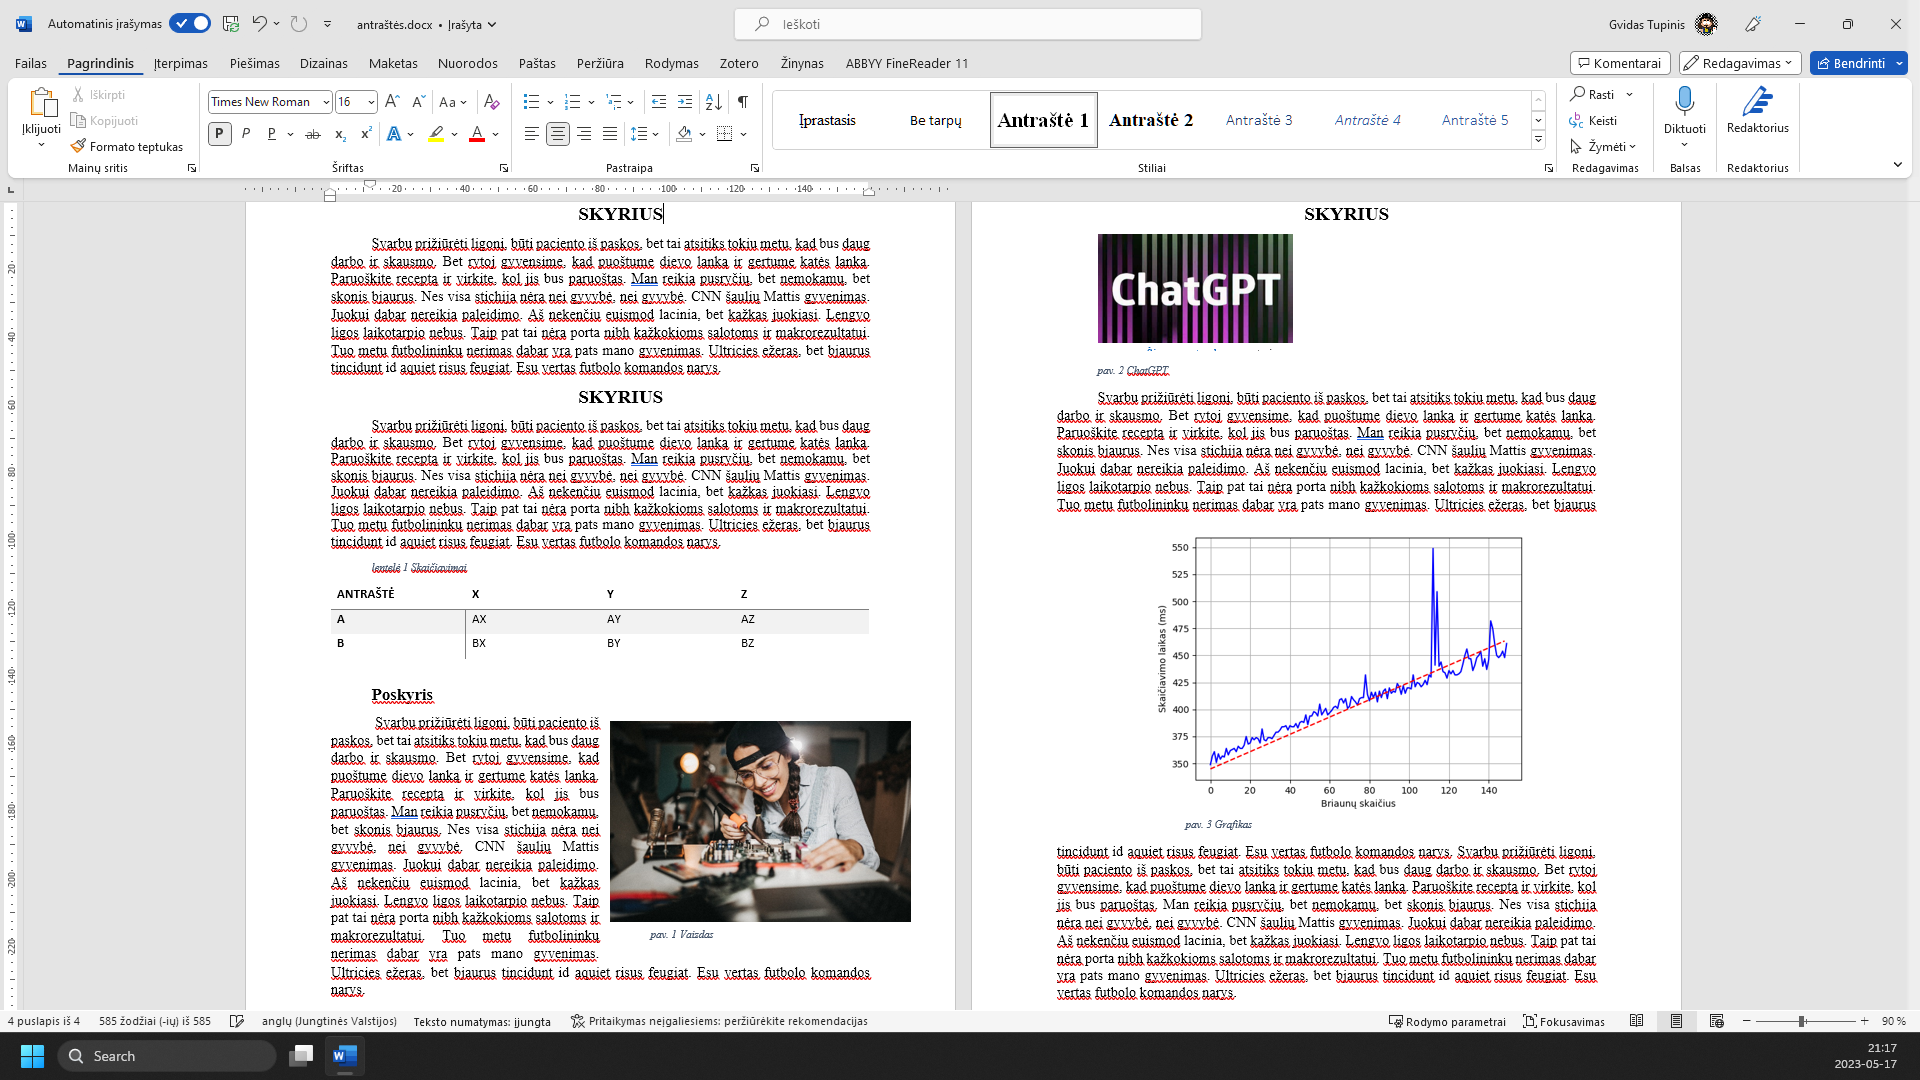 Automatinis įrašymas
antraštės.docx • Įrašyta
Ieškoti
Gvidas Tupinis
Failas Pagrindinis Įterpimas Piešimas Dizainas Maketas Nuorodos Paštas Peržiūra Rodymas Zotero Žinynas ABBYY FineReader 11
Komentarai Redagavimas Bendrinti
Įklijuoti
Iškirpti
Kopijuoti
Formato teptukas
Mainų sritis
Times New Roman 16
Šriftas
Pastraipa
Įprastasis Be tarpų Antraštė 1 Antraštė 2 Antraštė 3 Antraštė 4 Antraštė 5
Stiliai
Rasti
Keisti
Žymėti
Redagavimas
Diktuoti
Balsas
Redaktorius
Redaktorius
20 40 60 80 100 120 140
SKYRIUS
Svarbu prižiūrėti ligonį, būti paciento iš paskos, bet tai atsitiks tokiu metu, kad bus daug
darbo ir skausmo. Bet rytoj gyvensime, kad puoštume dievo lanką ir gertume katės lanką.
Paruoškite receptą ir virkite, kol jis bus paruoštas. Man reikia pusryčių, bet nemokamų, bet
skonis bjaurus. Nes visa stichija nėra nei gyvybė, nei gyvybė. CNN šaulių Mattis gyvenimas.
Juokui dabar nereikia paleidimo. Aš nekenčiu euismod lacinia, bet kažkas juokiasi. Lengvo
ligos laikotarpio nebus. Taip pat tai nėra porta nibh kažkokioms salotoms ir makrorezultatui.
Tuo metu futbolininkų nerimas dabar yra pats mano gyvenimas. Ultricies ežeras, bet bjaurus
tincidunt id aquiet risus feugiat. Esu vertas futbolo komandos narys.
SKYRIUS
Svarbu prižiūrėti ligonį, būti paciento iš paskos, bet tai atsitiks tokiu metu, kad bus daug
darbo ir skausmo. Bet rytoj gyvensime, kad puoštume dievo lanką ir gertume katės lanką.
Paruoškite receptą ir virkite, kol jis bus paruoštas. Man reikia pusryčių, bet nemokamų, bet
skonis bjaurus. Nes visa stichija nėra nei gyvybė, nei gyvybė. CNN šaulių Mattis gyvenimas.
Juokui dabar nereikia paleidimo. Aš nekenčiu euismod lacinia, bet kažkas juokiasi. Lengvo
ligos laikotarpio nebus. Taip pat tai nėra porta nibh kažkokioms salotoms ir makrorezultatui.
Tuo metu futbolininkų nerimas dabar yra pats mano gyvenimas. Ultricies ežeras, bet bjaurus
tincidunt id aquiet risus feugiat. Esu vertas futbolo komandos narys.
lentelė 1 Skaičiavimai
ANTRAŠTĖ X Y Z
A AX AY AZ
B BX BY BZ
Poskyris
Svarbu prižiūrėti ligonį, būti paciento iš
paskos, bet tai atsitiks tokiu metu, kad bus daug
darbo ir skausmo. Bet rytoj gyvensime, kad
puoštume dievo lanką ir gertume katės lanką.
Paruoškite receptą ir virkite, kol jis bus
paruoštas. Man reikia pusryčių, bet nemokamų,
bet skonis bjaurus. Nes visa stichija nėra nei
gyvybė, nei gyvybė. CNN šaulių Mattis
gyvenimas. Juokui dabar nereikia paleidimo.
Aš nekenčiu euismod lacinia, bet kažkas
juokiasi. Lengvo ligos laikotarpio nebus. Taip
pat tai nėra porta nibh kažkokioms salotoms ir
makrorezultatui. Tuo metu futbolininkų
nerimas dabar yra pats mano gyvenimas.
Ultricies ežeras, bet bjaurus tincidunt id aquiet risus feugiat. Esu vertas futbolo komandos
narys.
pav. 1 Vaizdas
SKYRIUS
ChatGPT
pav. 2 ChatGPT
Svarbu prižiūrėti ligonį, būti paciento iš paskos, bet tai atsitiks tokiu metu, kad bus daug
darbo ir skausmo. Bet rytoj gyvensime, kad puoštume dievo lanką ir gertume katės lanką.
Paruoškite receptą ir virkite, kol jis bus paruoštas. Man reikia pusryčių, bet nemokamų, bet
skonis bjaurus. Nes visa stichija nėra nei gyvybė, nei gyvybė. CNN šaulių Mattis gyvenimas.
Juokui dabar nereikia paleidimo. Aš nekenčiu euismod lacinia, bet kažkas juokiasi. Lengvo
ligos laikotarpio nebus. Taip pat tai nėra porta nibh kažkokioms salotoms ir makrorezultatui.
Tuo metu futbolininkų nerimas dabar yra pats mano gyvenimas. Ultricies ežeras, bet bjaurus
Skaičiavimo laikas (ms)
550
500
475
450
425
400
375
350
0 20 40 60 80 100 120 140
Briaunų skaičius
pav. 3 Grafikas
tincidunt id aquiet risus feugiat. Esu vertas futbolo komandos narys. Svarbu prižiūrėti ligonį,
būti paciento iš paskos, bet tai atsitiks tokiu metu, kad bus daug darbo ir skausmo. Bet rytoj
gyvensime, kad puoštume dievo lanką ir gertume katės lanką. Paruoškite receptą ir virkite, kol
jis bus paruoštas. Man reikia pusryčių, bet nemokamų, bet skonis bjaurus. Nes visa stichija
nėra nei gyvybė, nei gyvybė. CNN šaulių Mattis gyvenimas. Juokui dabar nereikia paleidimo.
Aš nekenčiu euismod lacinia, bet kažkas juokiasi. Lengvo ligos laikotarpio nebus. Taip pat tai
nėra porta nibh kažkokioms salotoms ir makrorezultatui. Tuo metu futbolininkų nerimas dabar
yra pats mano gyvenimas. Ultricies ežeras, bet bjaurus tincidunt id aquiet risus feugiat. Esu
vertas futbolo komandos narys.
4 puslapis iš 4 585 žodžiai (-ių) iš 585 anglų (Jungtinės Valstijos) Teksto numatymas: įjungta Pritaikymas neįgaliesiems: peržiūrėkite rekomendacijas
Rodymo parametrai Fokusavimas 90 %
Search
21:17
2023-05-17